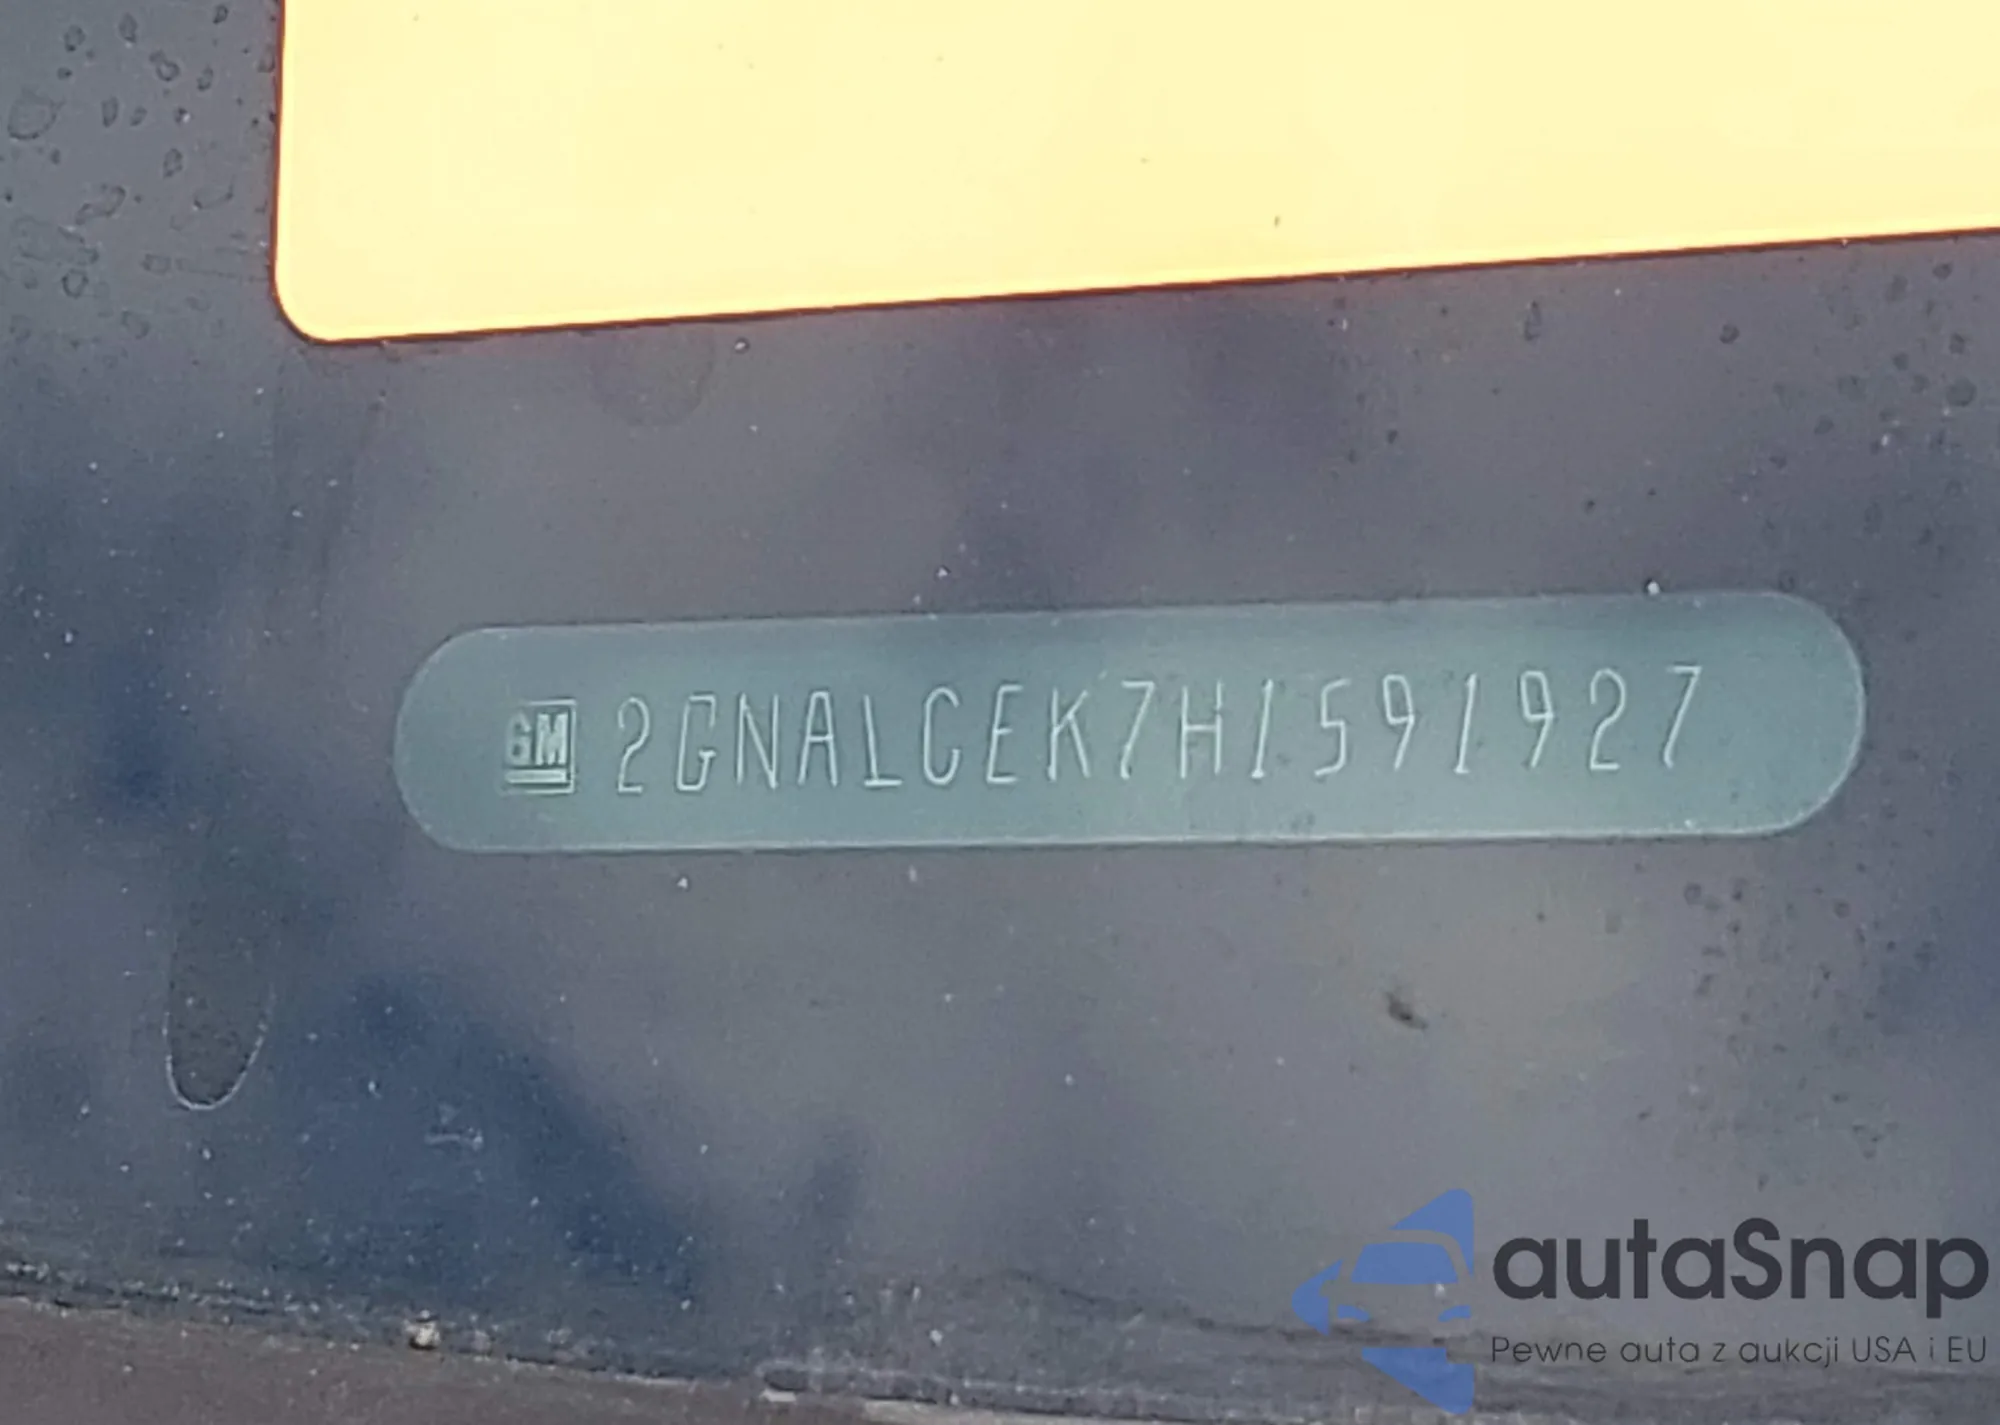 GM 2GNALCEK7H1591927
autaSnap
Pewne auta z aukcji USA i EU